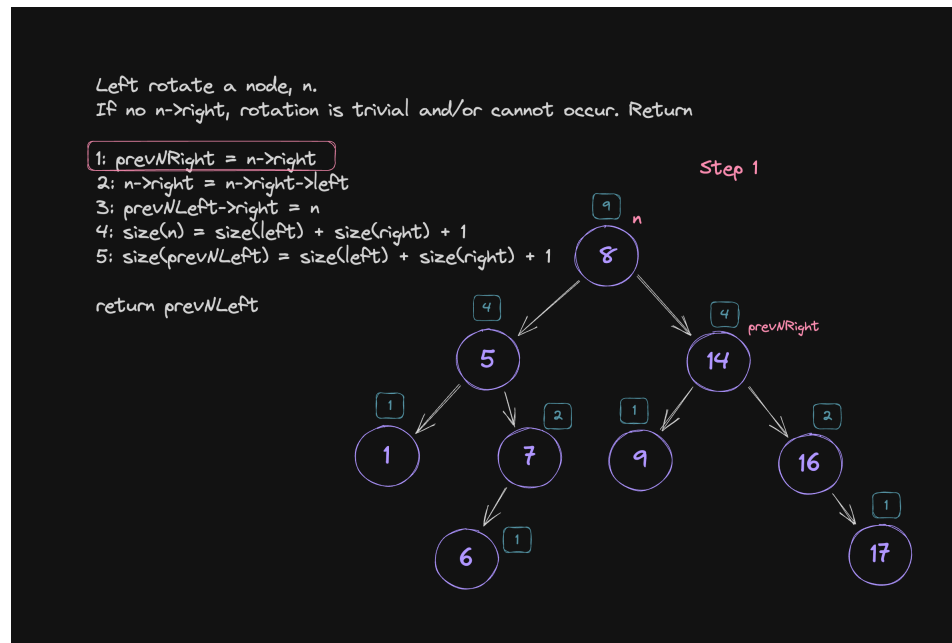 Left rotate a node, n.
If no n->right, rotation is trivial and/or cannot occur. Return
1: prevNRight = n->right
2: n->right = n->right->left
3: prevNLeft->right = n
4: size(n) = size(left) + size(right) + 1
5: size(prevNLeft) = size(left) + size(right) + 1
return prevNLeft
Step 1
9
n
8
4
5
4
prevNRight
14
1
1
2
7
1
9
2
16
6
1
1
17